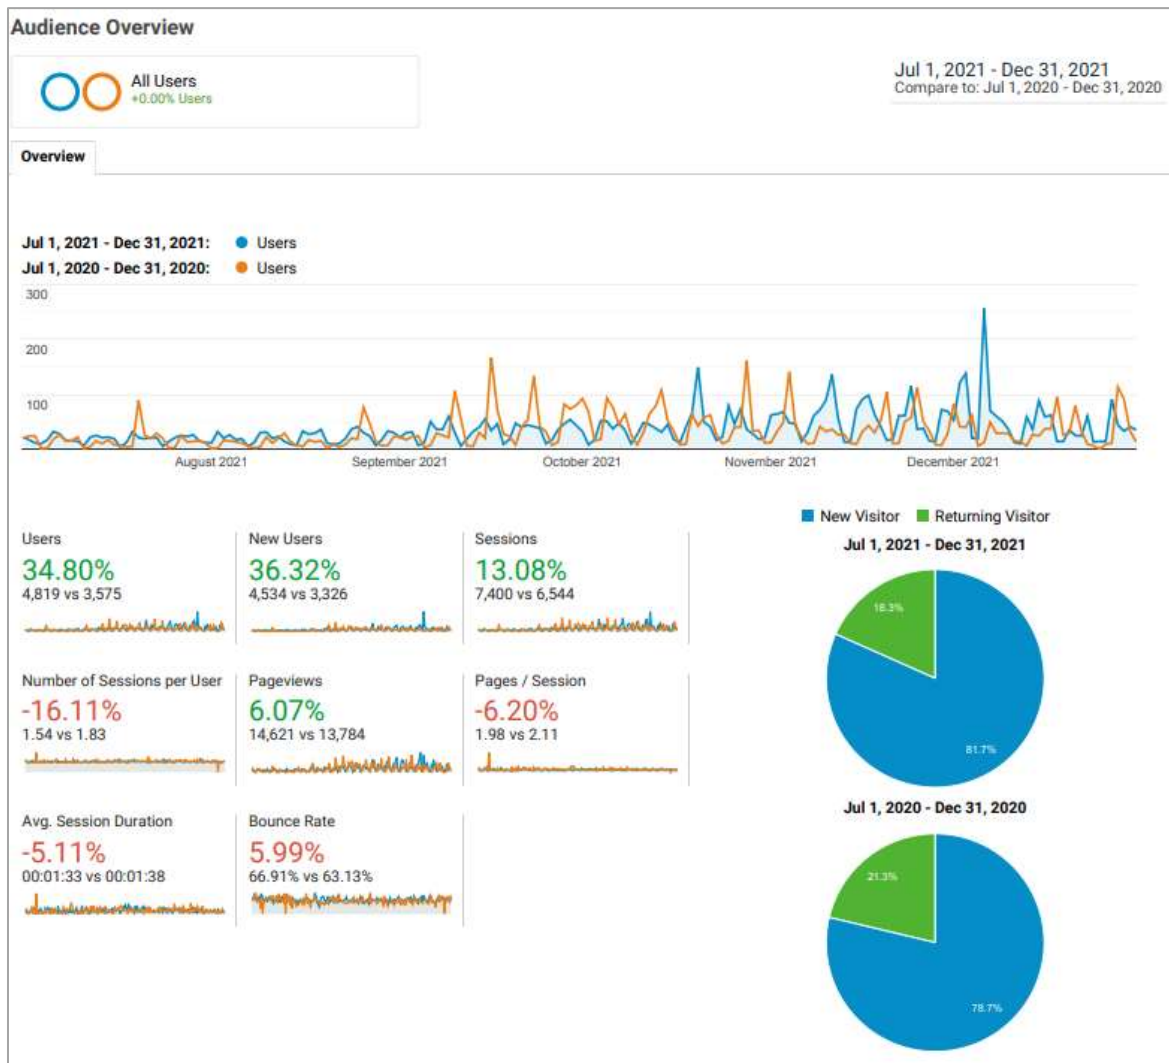 Audience Overview
All Users
+0.00% Users
Jul 1, 2021 - Dec 31, 2021
Compare to: Jul 1, 2020 - Dec 31, 2020
Overview
Jul 1, 2021 - Dec 31, 2021: Users
Jul 1, 2020 - Dec 31, 2020: Users
300
200
100
August 2021 September 2021 October 2021 November 2021 December 2021
Users
34.80%
4,819 vs 3,575
New Users
36.32%
4,534 vs 3,326
Sessions
13.08%
7,400 vs 6,544
Number of Sessions per User
-16.11%
1.54 vs 1.83
Pageviews
6.07%
14,621 vs 13,784
Pages / Session
-6.20%
1.98 vs 2.11
Avg. Session Duration
-5.11%
00:01:33 vs 00:01:38
Bounce Rate
5.99%
66.91% vs 63.13%
New Visitor Returning Visitor
Jul 1, 2021 - Dec 31, 2021
18.3%
81.7%
Jul 1, 2020 - Dec 31, 2020
21.3%
78.7%